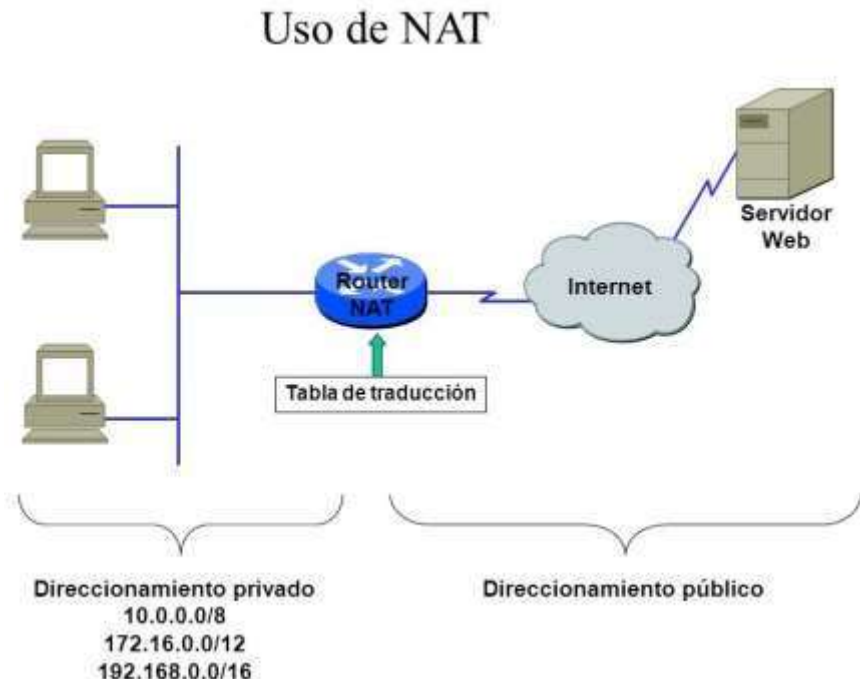 Uso de NAT
Servidor
Web
Router
NAT
Internet
Tabla de traducción
Direccionamiento privado
10.0.0.0/8
172.16.0.0/12
192.168.0.0/16
Direccionamiento público